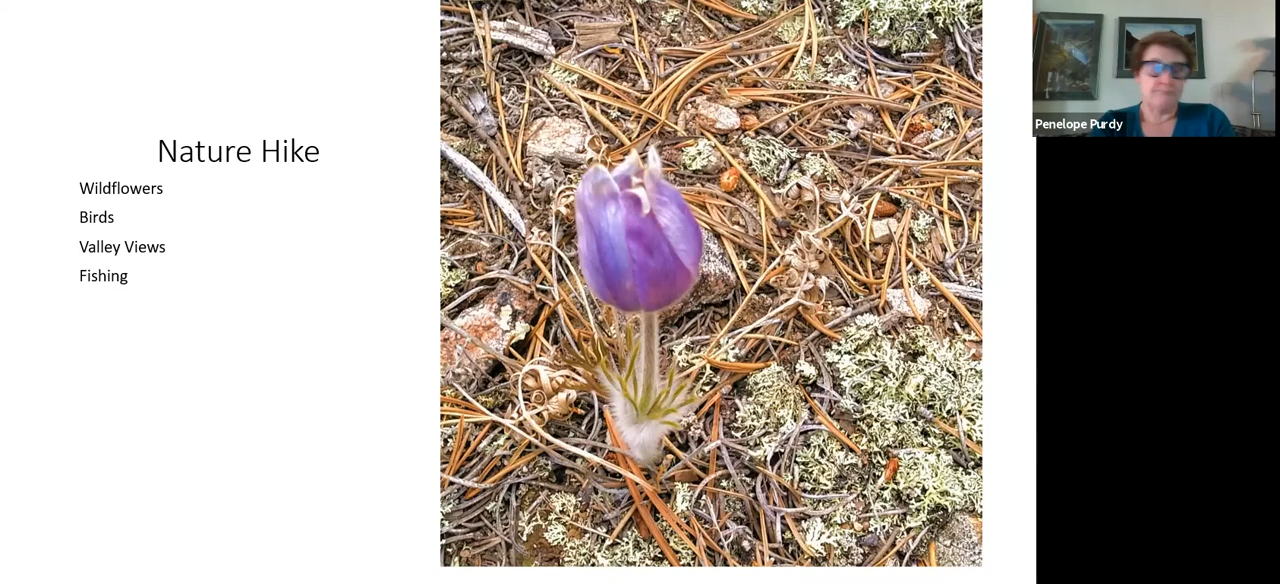 Nature Hike
Wildflowers
Birds
Valley Views
Fishing
Penelope Purdy